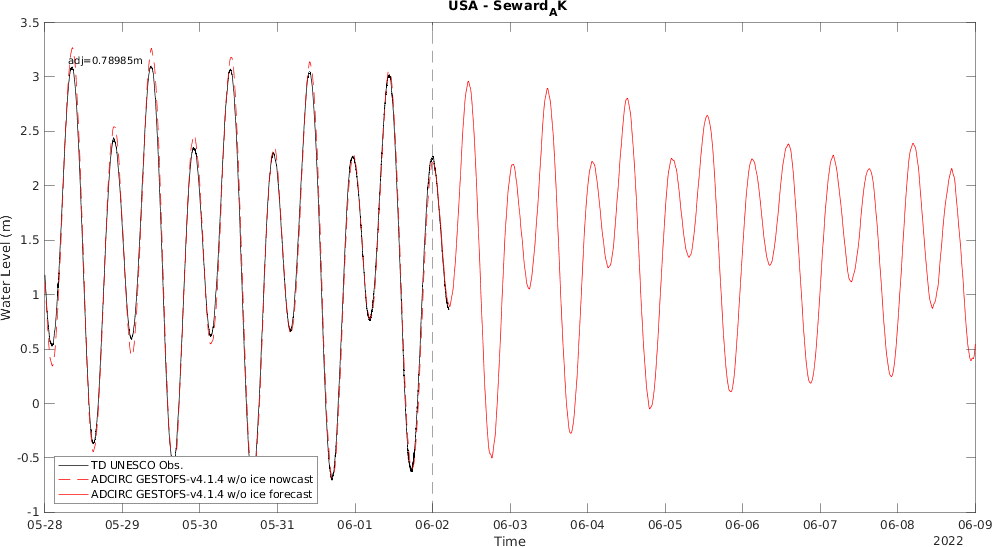 USA - Seward_AK
adj=0.78985m
3.5
3
2.5
2
1.5
1
0.5
0
-0.5
-1
Water Level (m)
TD UNESCO Obs.
ADCIRC GESTOFS-v4.1.4 w/o ice nowcast
ADCIRC GESTOFS-v4.1.4 w/o ice forecast
05-28 05-29 05-30 05-31 06-01 06-02 06-03 06-04 06-05 06-06 06-07 06-08 06-09
Time
2022